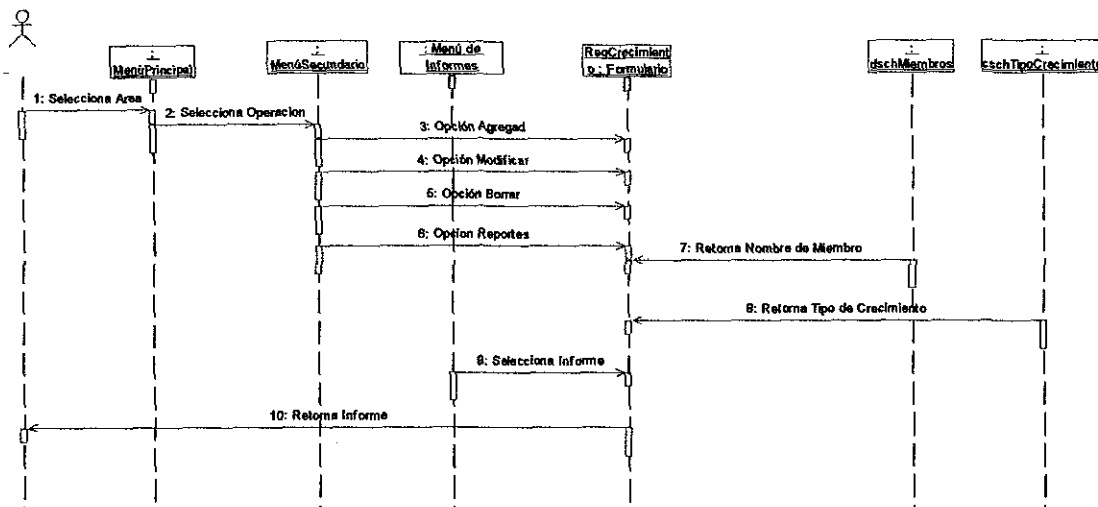 :
MenúPrincipal
:
MenúSecundario
: Menú de
Informes
RegCrecimient
o : Formulario
:
dschMiembros
:
cschTipoCrecimiento
1: Selecciona Area
2: Selecciona Operacion
3: Opción Agregad
4: Opción Modificar
5: Opción Borrar
6: Opcion Reportes
7: Retorna Nombre de Miembro
8: Retorna Tipo de Crecimiento
9: Selecciona Informe
10: Retorna Informe